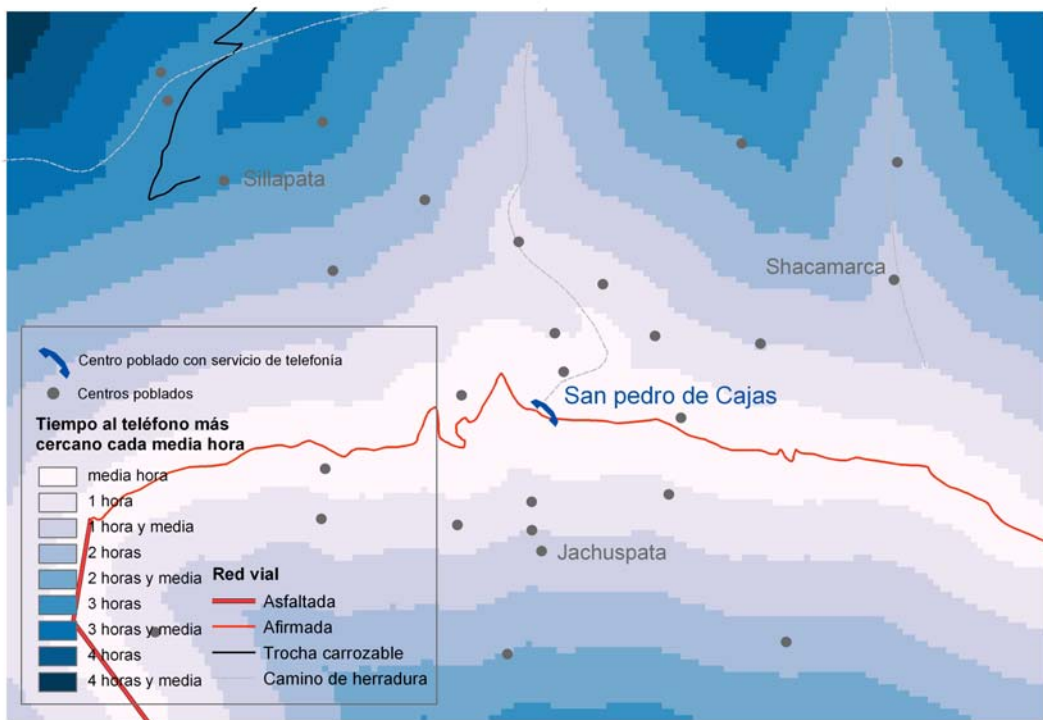 Sillapata
Shacamarca
San pedro de Cajas
Jachuspata
Centro poblado con servicio de telefonía
Centros poblados
Tiempo al teléfono más
cercano cada media hora
media hora
1 hora
1 hora y media
2 horas
2 horas y media
3 horas
3 horas y media
4 horas
4 horas y media
Red vial
Asfaltada
Afirmada
Trocha carrozable
Camino de herradura